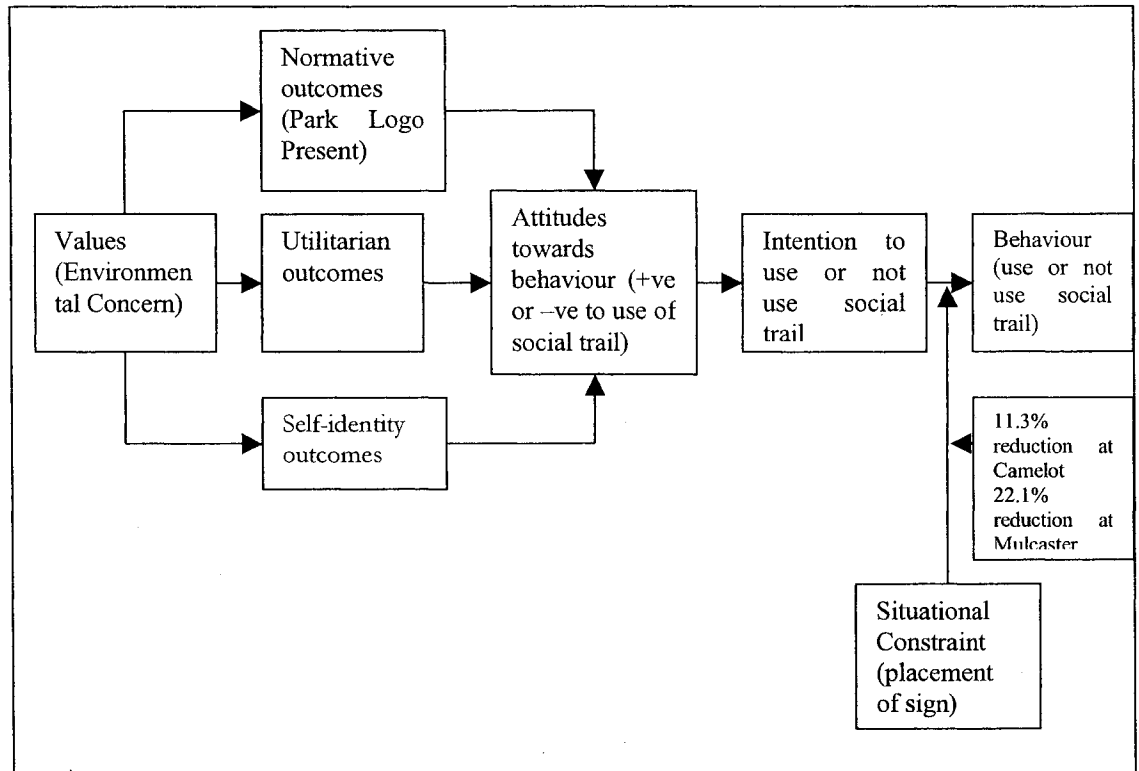 Normative
outcomes
(Park Logo
Present)
Values
(Environmen
tal Concern)
Utilitarian
outcomes
Self-identity
outcomes
Attitudes
towards
behaviour (+ve
or –ve to use of
social trail)
Intention to
use or not
use social
trail
Behaviour
(use or not
use social
trail)
11.3%
reduction at
Camelot
22.1%
reduction at
Mulcaster
Situational
Constraint
(placement
of sign)